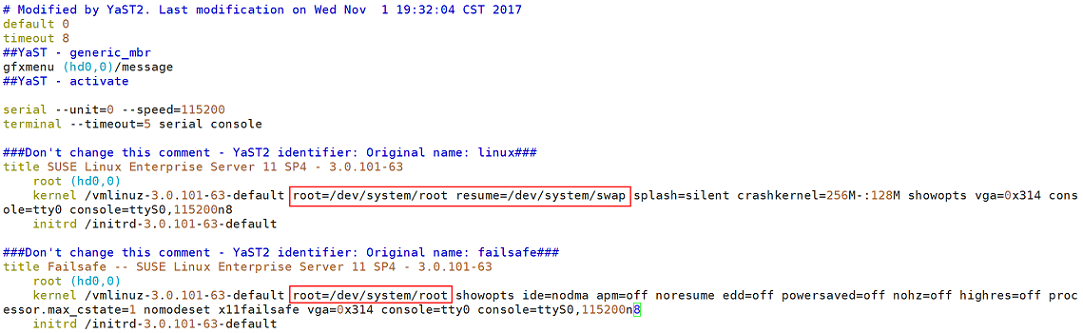 # Modified by YaST2. Last modification on Wed Nov  1 19:32:04 CST 2017
default 0
timeout 8
##YaST - generic_mbr
gfxmenu (hd0,0)/message
##YaST - activate

serial --unit=0 --speed=115200
terminal --timeout=5 serial console

###Don't change this comment - YaST2 identifier: Original name: linux###
title SUSE Linux Enterprise Server 11 SP4 - 3.0.101-63
    root (hd0,0)
    kernel /vmlinuz-3.0.101-63-default root=/dev/system/root resume=/dev/system/swap splash=silent crashkernel=256M-:128M showopts vga=0x314 cons
ole=tty0 console=ttyS0,115200n8
    initrd /initrd-3.0.101-63-default

###Don't change this comment - YaST2 identifier: Original name: failsafe###
title Failsafe -- SUSE Linux Enterprise Server 11 SP4 - 3.0.101-63
    root (hd0,0)
    kernel /vmlinuz-3.0.101-63-default root=/dev/system/root showopts ide=nodma apm=off noresume edd=off powersaved=off nohz=off highres=off proc
essor.max_cstate=1 nomodeset x11failsafe vga=0x314 console=tty0 console=ttyS0,115200n8
    initrd /initrd-3.0.101-63-default